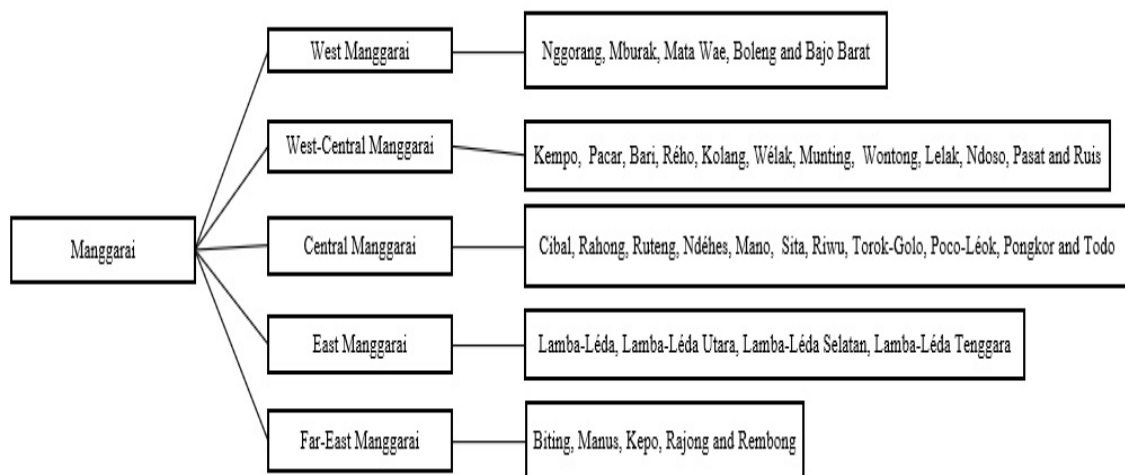 West Manggarai
Nggorang, Mburak, Mata Wae, Boleng and Bajo Barat
West-Central Manggarai
Kempo, Pacar, Bari, Rého, Kolang, Wélak, Munting, Wontong, Lelak, Ndoso, Pasat and Ruis
Manggarai
Central Manggarai
Cibal, Rahong, Ruteng, Ndéhes, Mano, Sita, Riwu, Torok-Golo, Poco-Léok, Pongkor and Todo
East Manggarai
Lamba-Léda, Lamba-Léda Utara, Lamba-Léda Selatan, Lamba-Léda Tenggara
Far-East Manggarai
Biting, Manus, Kepo, Rajong and Rembong